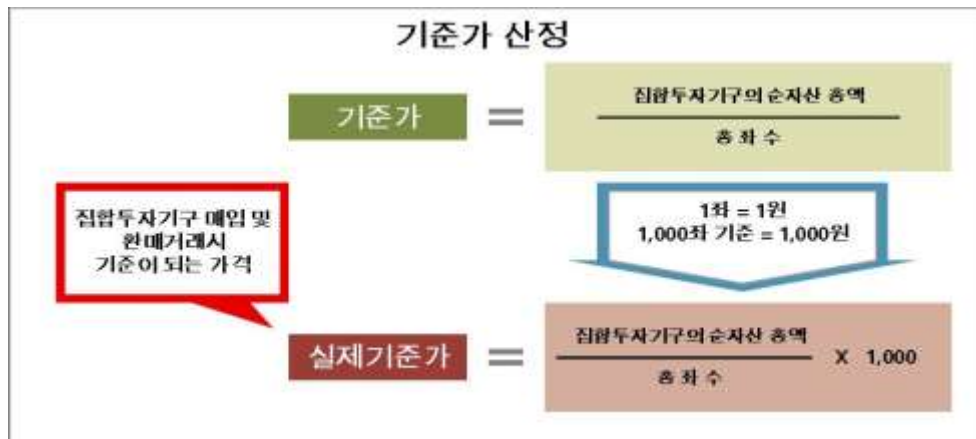 기준가 산정
기준가
=
집합투자기구의 순자산 총액
총 좌 수
집합투자기구 매입 및
환매거래시
기준이 되는 가격
1좌 = 1원
1,000좌 기준 = 1,000원
실제기준가
=
집합투자기구의 순자산 총액
총 좌 수
X 1,000